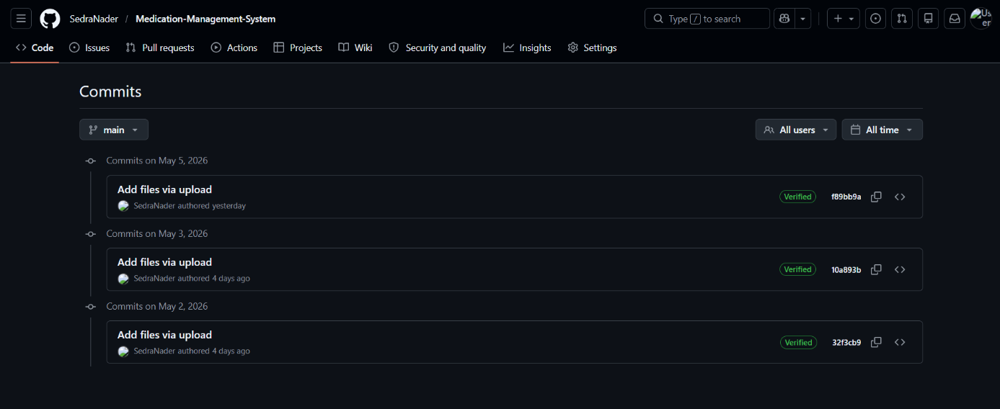 SedraNader / Medication-Management-System
Type / to search
Us
er
Code Issues Pull requests Actions Projects Wiki Security and quality Insights Settings
Commits
main
All users All time
Commits on May 5, 2026
Add files via upload
Verified f89bb9a
SedraNader authored yesterday
Commits on May 3, 2026
Add files via upload
Verified 10a893b
SedraNader authored 4 days ago
Commits on May 2, 2026
Add files via upload
Verified 32f3cb9
SedraNader authored 4 days ago